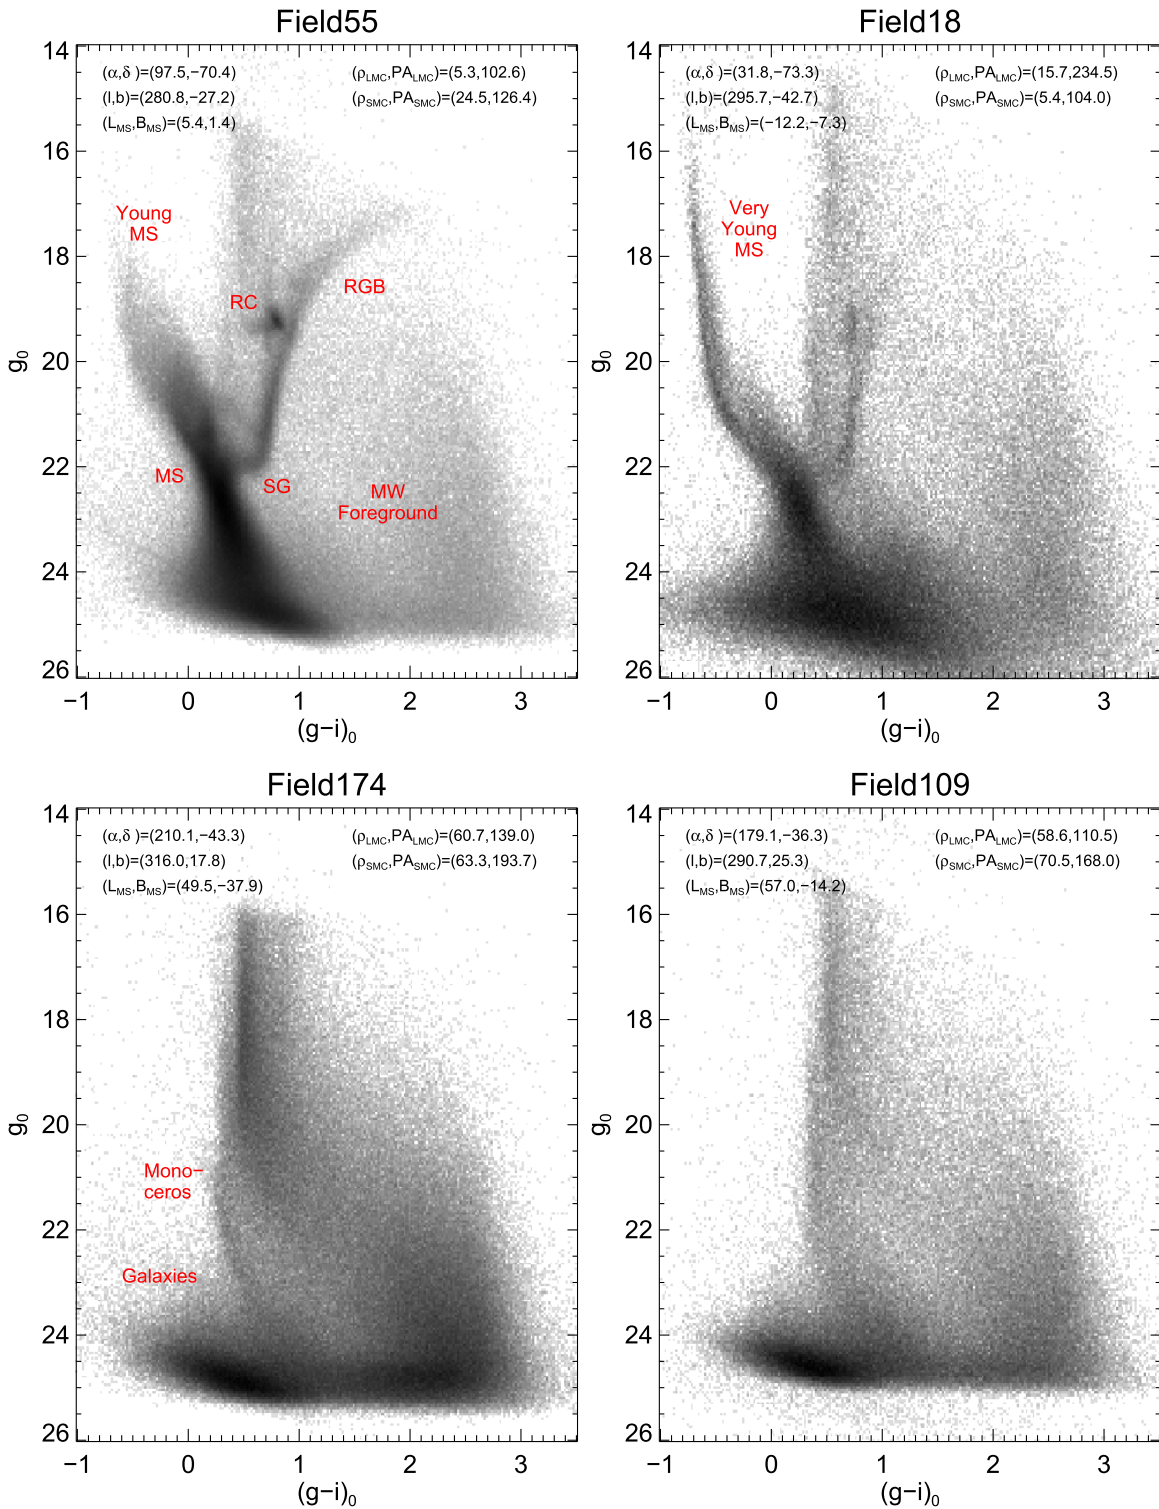 Field55
(α,δ )=(97.5,−70.4)
(ρLMC,PALMC)=(5.3,102.6)
(l,b)=(280.8,−27.2)
(ρSMC,PASMC)=(24.5,126.4)
(LMS,BMS)=(5.4,1.4)
Young
MS
RC
RGB
MS
SG
MW
Foreground
14
16
18
20
22
24
26
g0
−1 0 1 2 3
(g−i)0
Field18
(α,δ)=(31.8,−73.3)
(ρLMC,PALMC)=(15.7,234.5)
(l,b)=(295.7,−42.7)
(ρSMC,PASMC)=(5.4,104.0)
(LMS,BMS)=(−12.2,−7.3)
Very
Young
MS
14
16
18
20
22
24
26
g0
−1 0 1 2 3
(g−i)0
Field174
(α,δ)=(210.1,−43.3)
(ρLMC,PALMC)=(60.7,139.0)
(l,b)=(316.0,17.8)
(ρSMC,PASMC)=(63.3,193.7)
(LMS,BMS)=(49.5,−37.9)
Mono−
ceros
Galaxies
14
16
18
20
22
24
26
g0
−1 0 1 2 3
(g−i)0
Field109
(α,δ)=(179.1,−36.3)
(ρLMC,PALMC)=(58.6,110.5)
(l,b)=(290.7,25.3)
(ρSMC,PASMC)=(70.5,168.0)
(LMS,BMS)=(57.0,−14.2)
14
16
18
20
22
24
26
g0
−1 0 1 2 3
(g−i)0